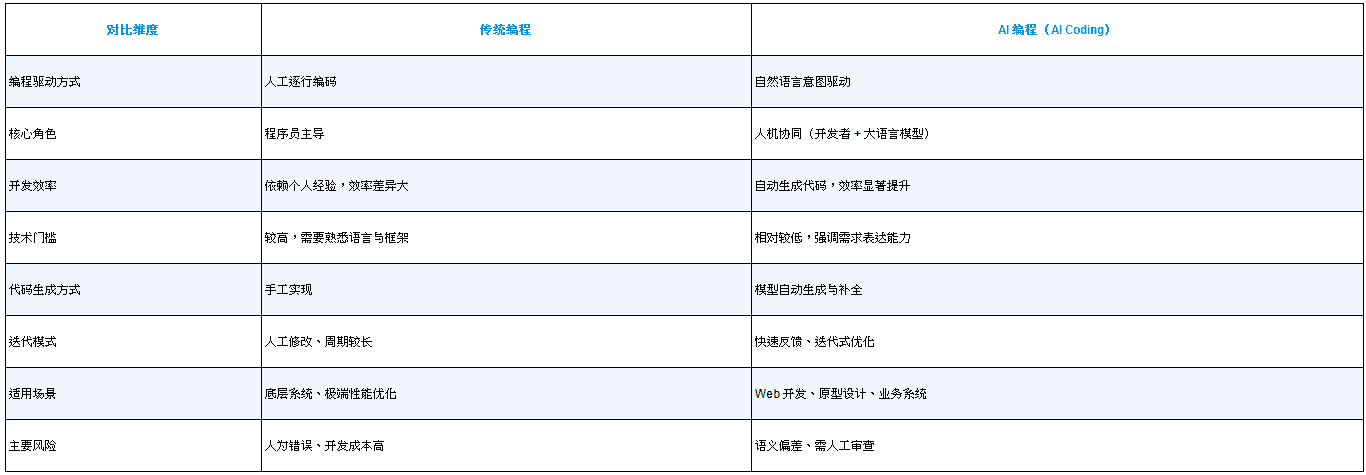 对比维度 传统编程 AI 编程（AI Coding）
编程驱动方式 人工逐行编码 自然语言意图驱动
核心角色 程序员主导 人机协同（开发者 + 大语言模型）
开发效率 依赖个人经验，效率差异大 自动生成代码，效率显著提升
技术门槛 较高，需要熟悉语言与框架 相对较低，强调需求表达能力
代码生成方式 手工实现 模型自动生成与补全
迭代模式 人工修改、周期较长 快速反馈、迭代式优化
适用场景 底层系统、极端性能优化 Web 开发、原型设计、业务系统
主要风险 人为错误、开发成本高 语义偏差、需人工审查